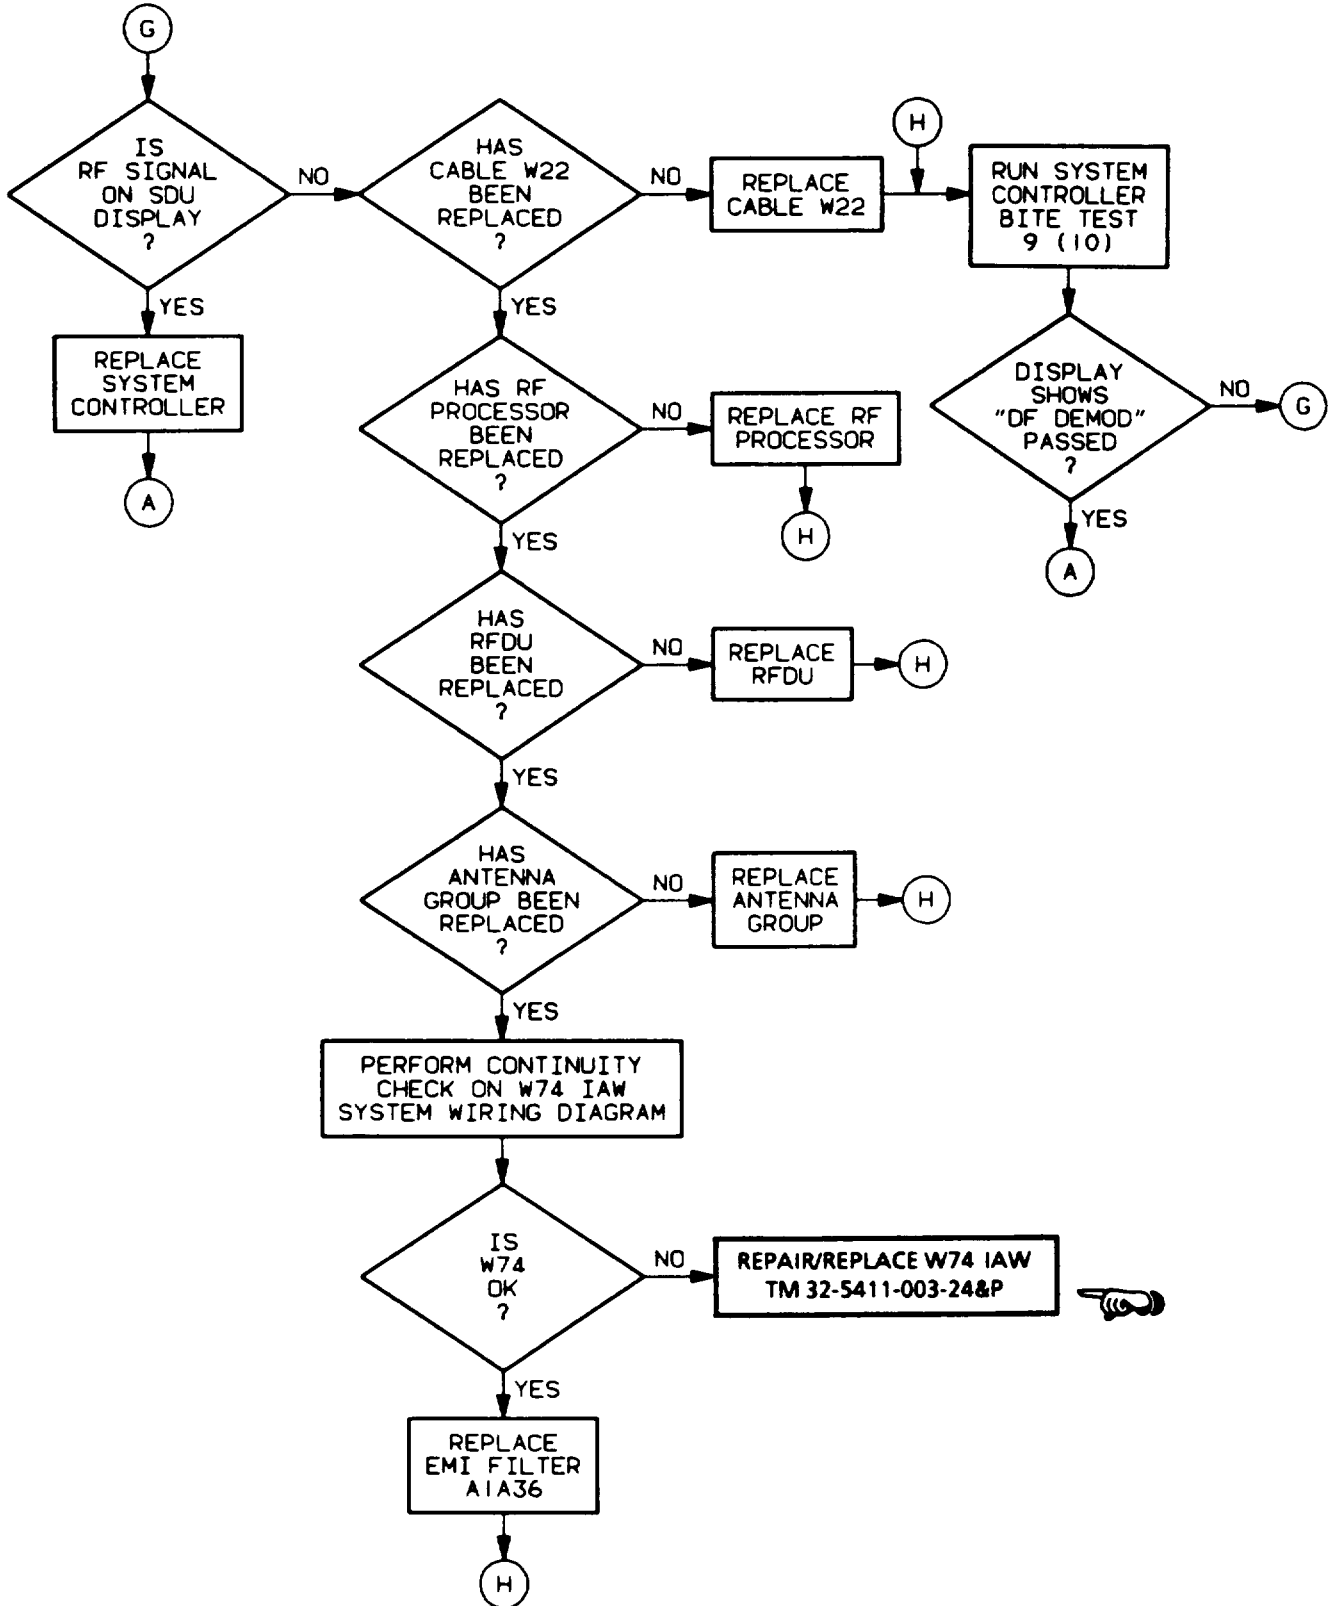 G
IS
RF SIGNAL
ON SDU
DISPLAY
?
NO
YES
REPLACE
SYSTEM
CONTROLLER
A
HAS
CABLE W22
BEEN
REPLACED
?
NO
REPLACE
CABLE W22
H
RUN SYSTEM
CONTROLLER
BITE TEST
9 (10)
DISPLAY
SHOWS
"DF DEMOD"
PASSED
?
NO
G
YES
A
YES
HAS RF
PROCESSOR
BEEN
REPLACED
?
NO
REPLACE RF
PROCESSOR
H
YES
HAS
RFDU
BEEN
REPLACED
?
NO
REPLACE
RFDU
H
YES
HAS
ANTENNA
GROUP BEEN
REPLACED
?
NO
REPLACE
ANTENNA
GROUP
H
YES
PERFORM CONTINUITY
CHECK ON W74 IAW
SYSTEM WIRING DIAGRAM
IS
W74
OK
?
NO
REPAIR/REPLACE W74 IAW
TM 32-5411-003-24&P
YES
REPLACE
EMI FILTER
A1A36
H